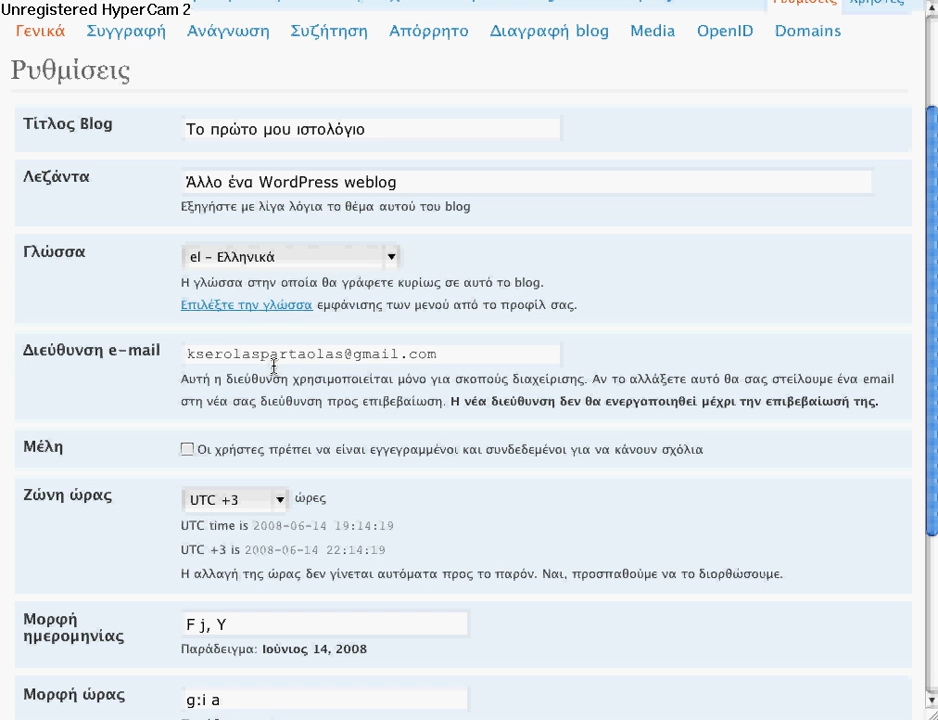 Unregistered HyperCam 2
Ρυθμίσεις Χρήστες
Γενικά Συγγραφή Ανάγνωση Συζήτηση Απόρρητο Διαγραφή blog Media OpenID Domains
Ρυθμίσεις
Τίτλος Blog
Το πρώτο μου ιστολόγιο
Λεζάντα
Άλλο ένα WordPress weblog
Εξηγήστε με λίγα λόγια το θέμα αυτού του blog
Γλώσσα
el – Ελληνικά
Η γλώσσα στην οποία θα γράφετε κυρίως σε αυτό το blog.
Επιλέξτε την γλώσσα εμφάνισης των μενού από το προφίλ σας.
Διεύθυνση e-mail
kserolaspartaolas@gmail.com
Αυτή η διεύθυνση χρησιμοποιείται μόνο για σκοπούς διαχείρισης. Αν το αλλάξετε αυτό θα σας στείλουμε ένα email
στη νέα σας διεύθυνση προς επιβεβαίωση. Η νέα διεύθυνση δεν θα ενεργοποιηθεί μέχρι την επιβεβαίωσή της.
Μέλη
Οι χρήστες πρέπει να είναι εγγεγραμμένοι και συνδεδεμένοι για να κάνουν σχόλια
Ζώνη ώρας
UTC +3 ώρες
UTC time is 2008-06-14 19:14:19
UTC +3 is 2008-06-14 22:14:19
Η αλλαγή της ώρας δεν γίνεται αυτόματα προς το παρόν. Ναι, προσπαθούμε να το διορθώσουμε.
Μορφή
ημερομηνίας
F j, Y
Παράδειγμα: Ιούνιος 14, 2008
Μορφή ώρας
g:i a